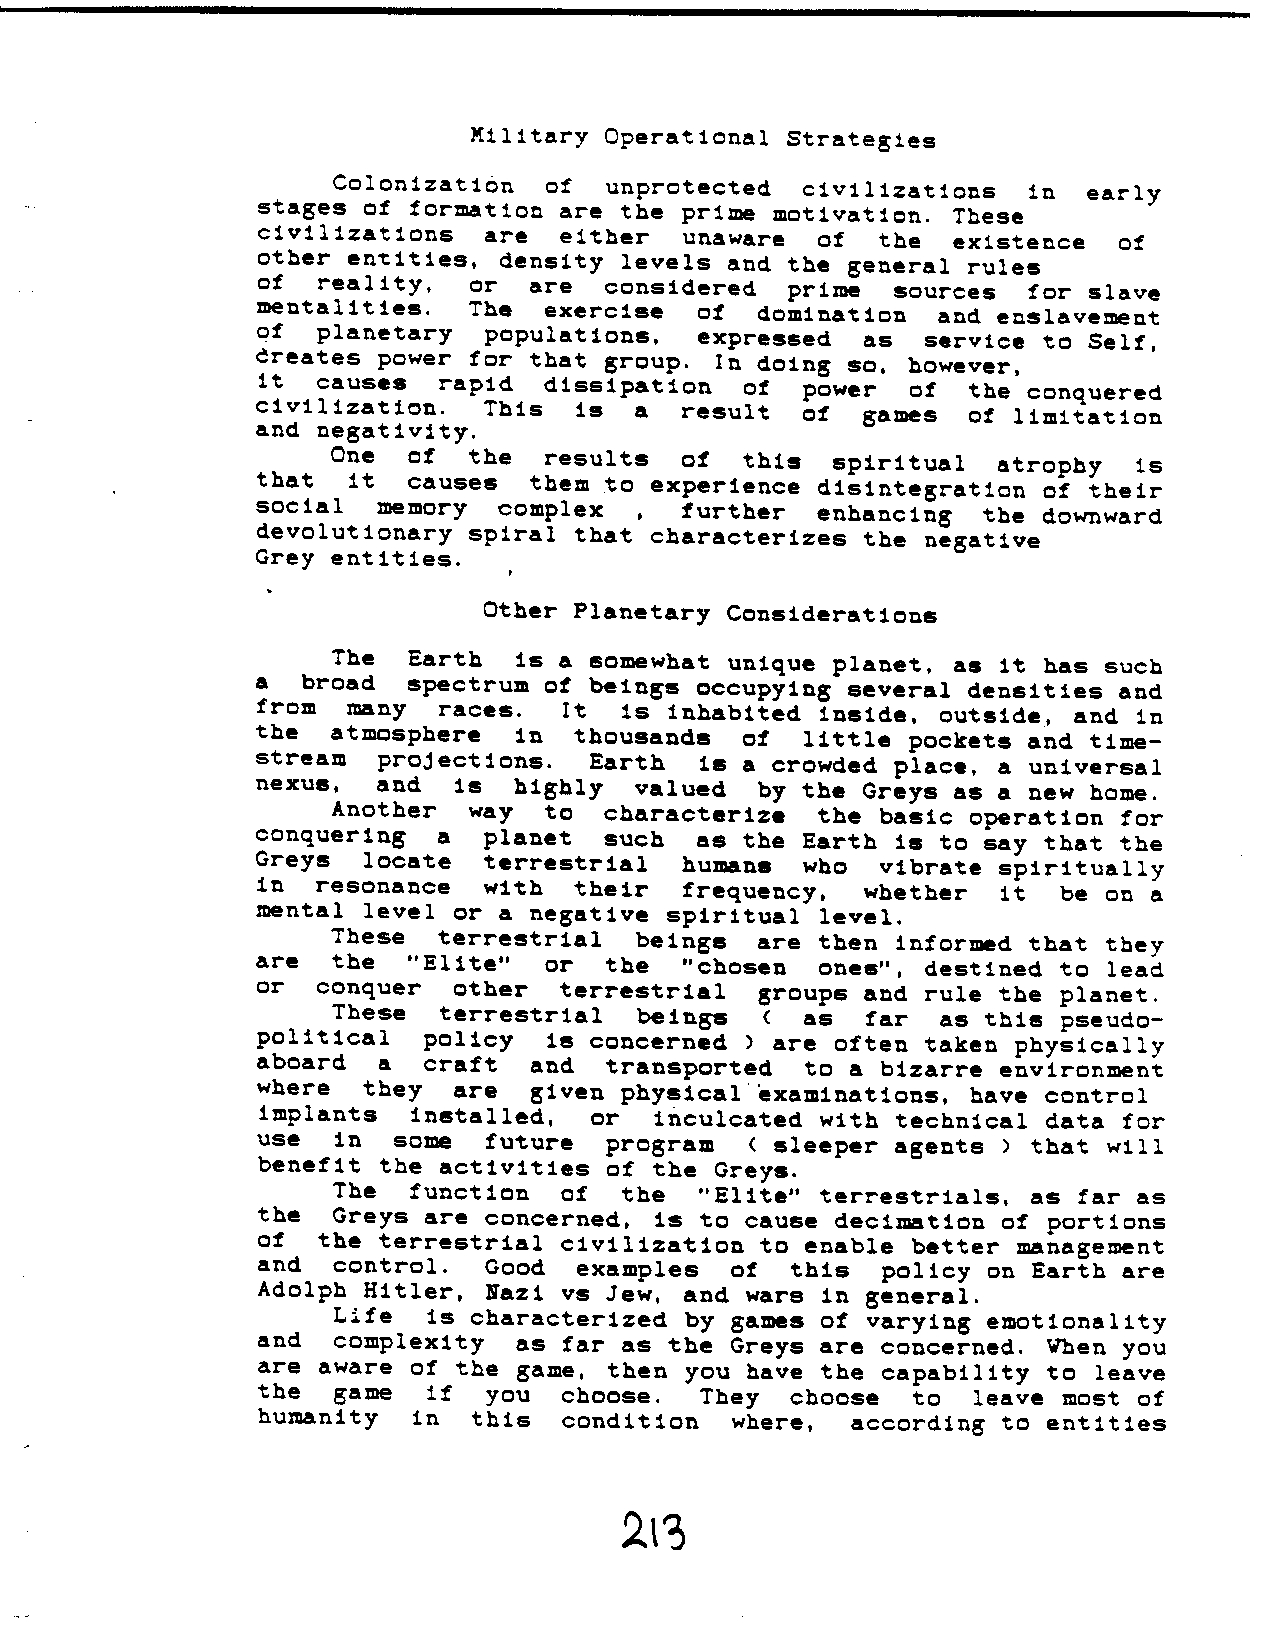 Military Operational Strategies
Colonization of unprotected civilizations in early
stages of formation are the prime motivation. These
civilizations are either unaware of the existence of
other entities, density levels and the general rules
of reality, or are considered prime sources for slave
mentalities. The exercise of domination and enslavement
of planetary populations, expressed as service to Self,
creates power for that group. In doing so, however,
it causes rapid dissipation of power of the conquered
civilization. This is a result of games of limitation
and negativity.
One of the results of this spiritual atrophy is
that it causes them to experience disintegration of their
social memory complex , further enhancing the downward
devolutionary spiral that characterizes the negative
Grey entities.
Other Planetary Considerations
The Earth is a somewhat unique planet, as it has such
a broad spectrum of beings occupying several densities and
from many races. It is inhabited inside, outside, and in
the atmosphere in thousands of little pockets and time-
stream projections. Earth is a crowded place, a universal
nexus, and is highly valued by the Greys as a new home.
Another way to characterize the basic operation for
conquering a planet such as the Earth is to say that the
Greys locate terrestrial humans who vibrate spiritually
in resonance with their frequency, whether it be on a
mental level or a negative spiritual level.
These terrestrial beings are then informed that they
are the "Elite" or the "chosen ones", destined to lead
or conquer other terrestrial groups and rule the planet.
These terrestrial beings ( as far as this pseudo-
political policy is concerned ) are often taken physically
aboard a craft and transported to a bizarre environment
where they are given physical examinations, have control
implants installed, or inculcated with technical data for
use in some future program ( sleeper agents ) that will
benefit the activities of the Greys.
The function of the "Elite" terrestrials, as far as
the Greys are concerned, is to cause decimation of portions
of the terrestrial civilization to enable better management
and control. Good examples of this policy on Earth are
Adolph Hitler, Nazi vs Jew, and wars in general.
Life is characterized by games of varying emotionality
and complexity as far as the Greys are concerned. When you
are aware of the game, then you have the capability to leave
the game if you choose. They choose to leave most of
humanity in this condition where, according to entities
213